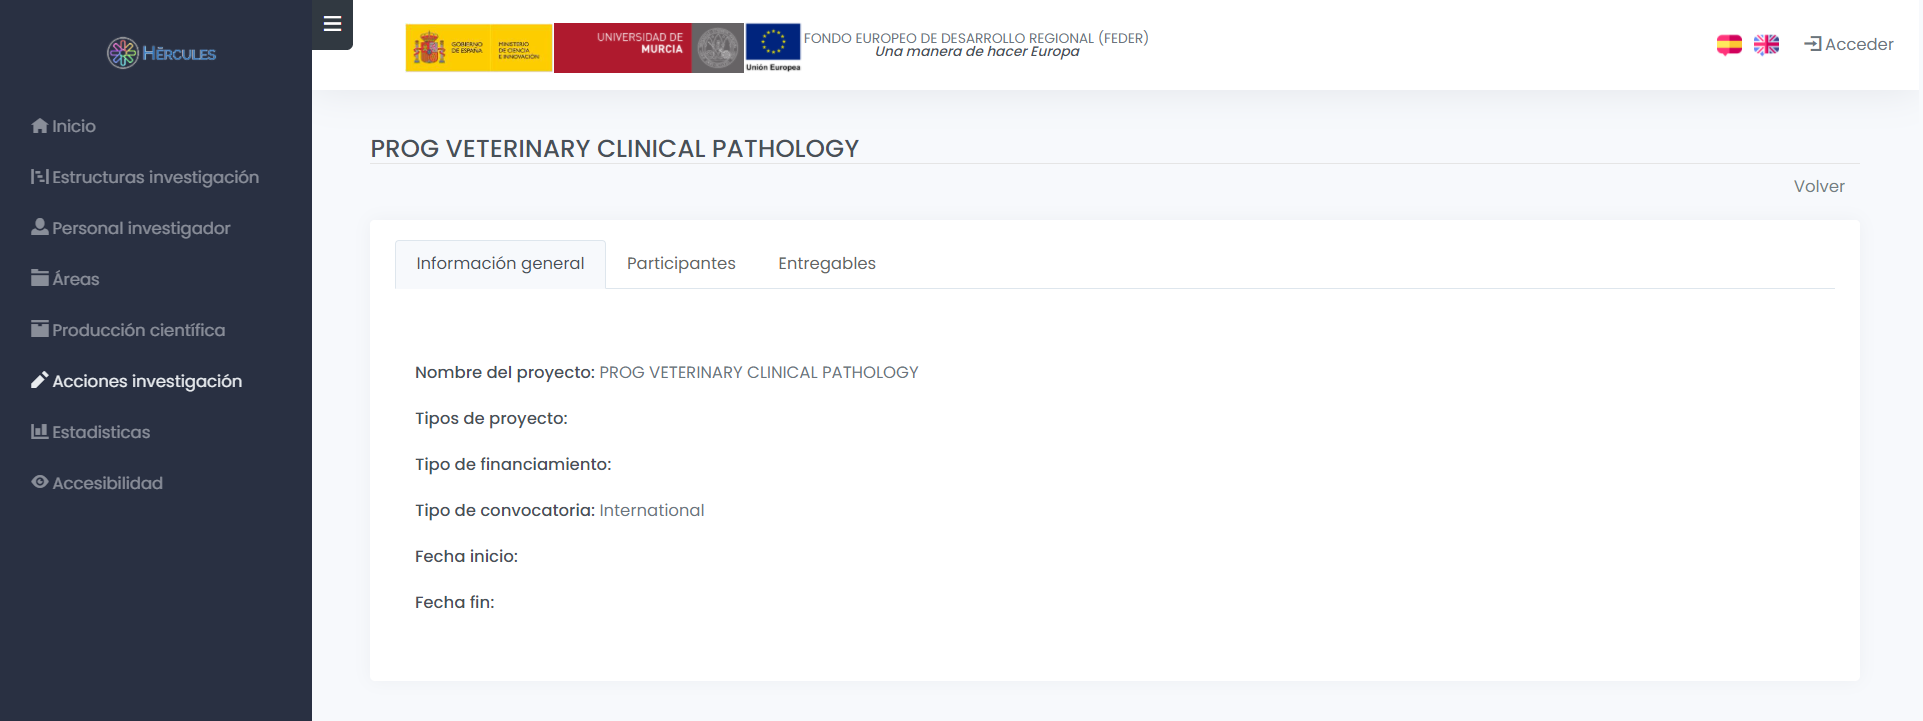 HÉRCULES
Inicio
Estructuras investigación
Personal investigador
Áreas
Producción científica
Acciones investigación
Estadisticas
Accesibilidad
GOBIERNO
DE ESPAÑA
MINISTERIO
DE CIENCIA
E INNOVACIÓN
UNIVERSIDAD DE
MURCIA
Unión Europea
FONDO EUROPEO DE DESARROLLO REGIONAL (FEDER)
Una manera de hacer Europa
Acceder
PROG VETERINARY CLINICAL PATHOLOGY
Volver
Información general
Participantes
Entregables
Nombre del proyecto: PROG VETERINARY CLINICAL PATHOLOGY
Tipos de proyecto:
Tipo de financiamiento:
Tipo de convocatoria: International
Fecha inicio:
Fecha fin: